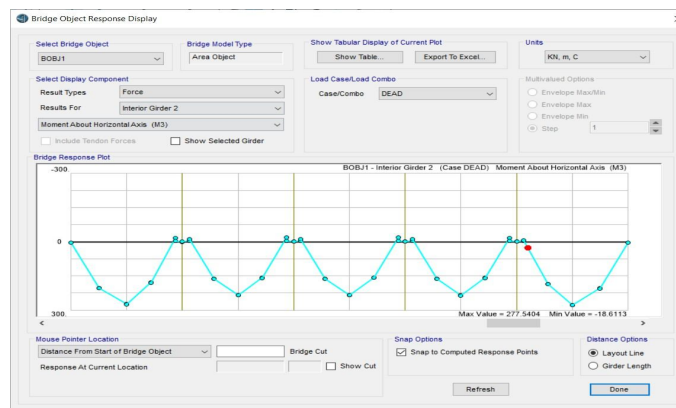 Bridge Object Response Display
Select Bridge Object
BOBJ1
Bridge Model Type
Area Object
Show Tabular Display of Current Plot
Show Table...
Export To Excel...
Units
KN, m, C
Select Display Component
Result Types
Force
Results For
Interior Girder 2
Moment About Horizontal Axis (M3)
Include Tendon Forces
Show Selected Girder
Load Case/Load Combo
Case/Combo
DEAD
Multivalued Options
Envelope Max/Min
Envelope Max
Envelope Min
Step
1
Bridge Response Plot
BOBJ1 - Interior Girder 2 (Case DEAD) Moment About Horizontal Axis (M3)
-300.
0
300.
Max Value = 277.5404 Min Value = -18.6113
Mouse Pointer Location
Distance From Start of Bridge Object
Bridge Cut
Response At Current Location
Show Cut
Snap Options
Snap to Computed Response Points
Distance Options
Layout Line
Girder Length
Refresh
Done